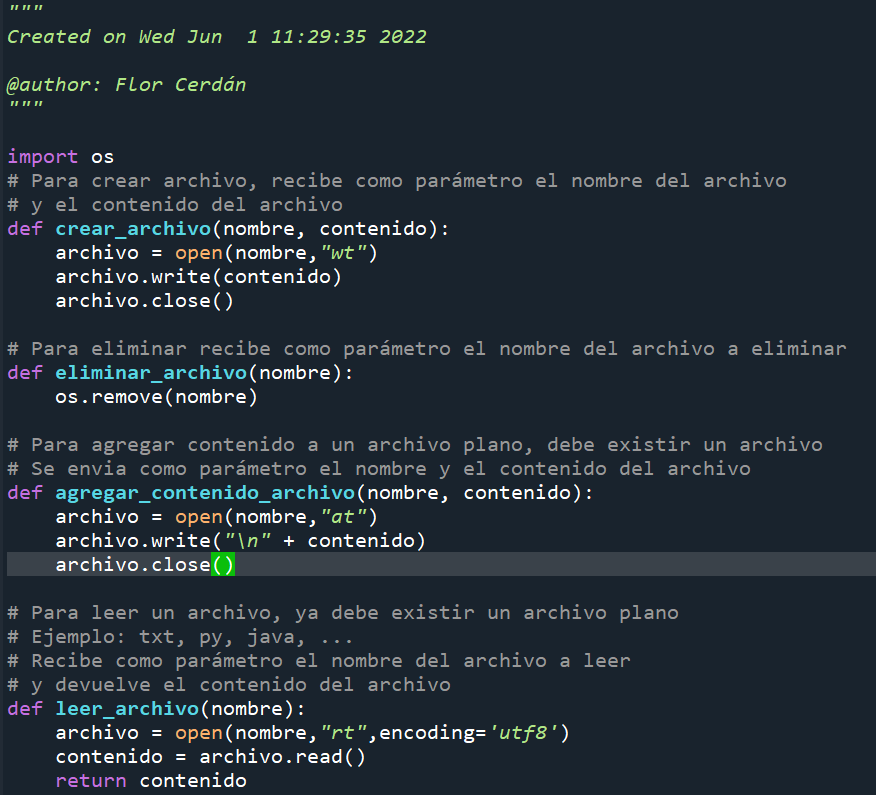 """
Created on Wed Jun  1 11:29:35 2022

@author: Flor Cerdán
"""

import os
# Para crear archivo, recibe como parámetro el nombre del archivo
# y el contenido del archivo
def crear_archivo(nombre, contenido):
    archivo = open(nombre,"wt")
    archivo.write(contenido)
    archivo.close()

# Para eliminar recibe como parámetro el nombre del archivo a eliminar
def eliminar_archivo(nombre):
    os.remove(nombre)

# Para agregar contenido a un archivo plano, debe existir un archivo
# Se envia como parámetro el nombre y el contenido del archivo
def agregar_contenido_archivo(nombre, contenido):
    archivo = open(nombre,"at")
    archivo.write("\n" + contenido)
    archivo.close()

# Para leer un archivo, ya debe existir un archivo plano
# Ejemplo: txt, py, java, ...
# Recibe como parámetro el nombre del archivo a leer
# y devuelve el contenido del archivo
def leer_archivo(nombre):
    archivo = open(nombre,"rt",encoding='utf8')
    contenido = archivo.read()
    return contenido